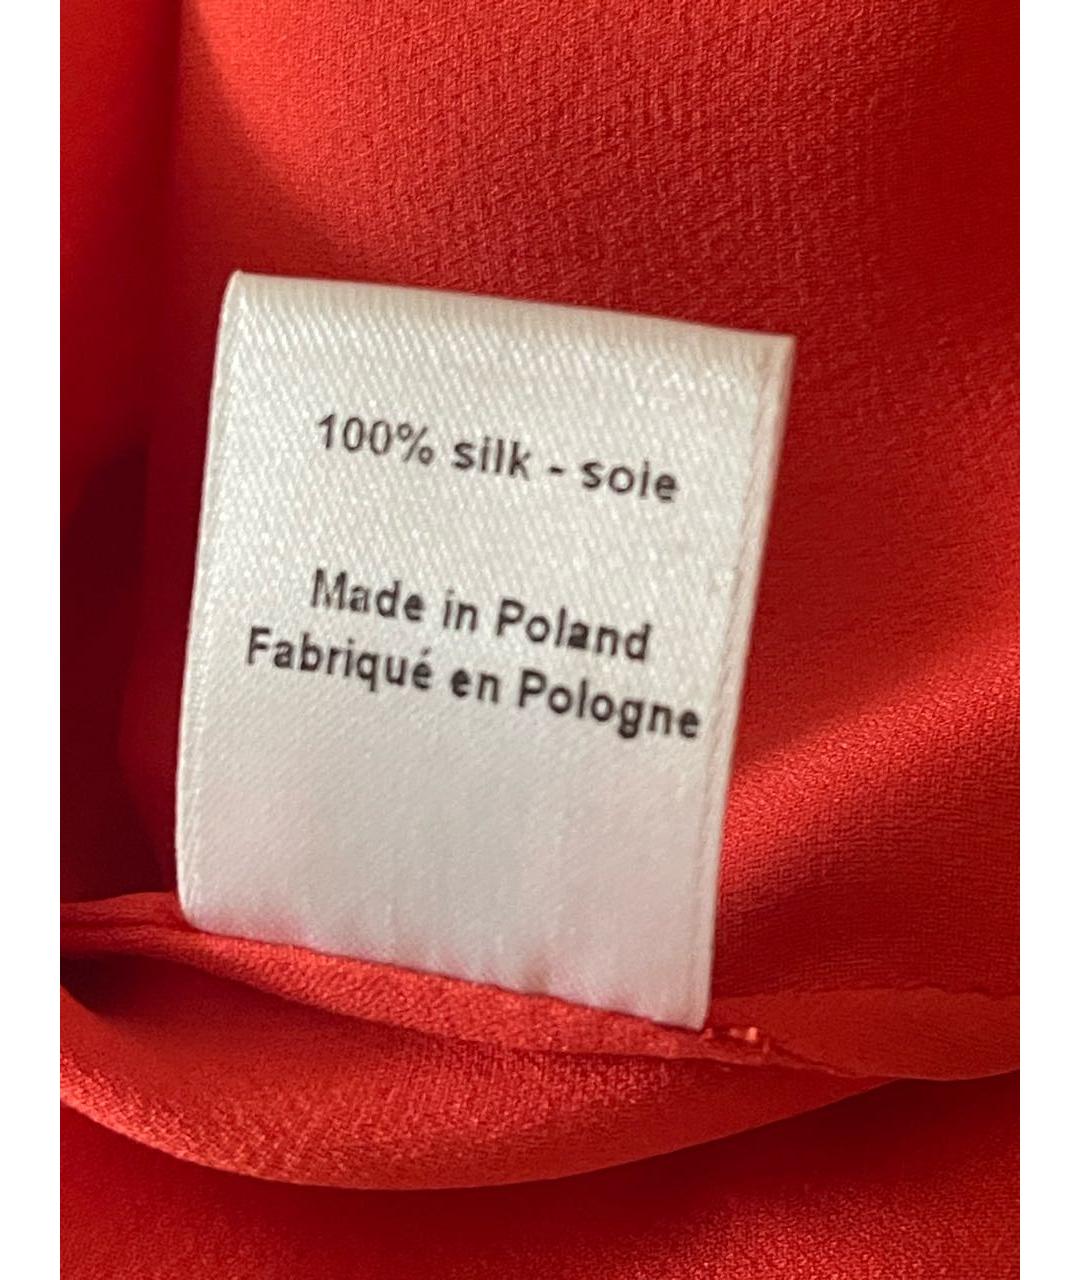 100% silk - soie
Made in Poland
Fabriqué en Pologne